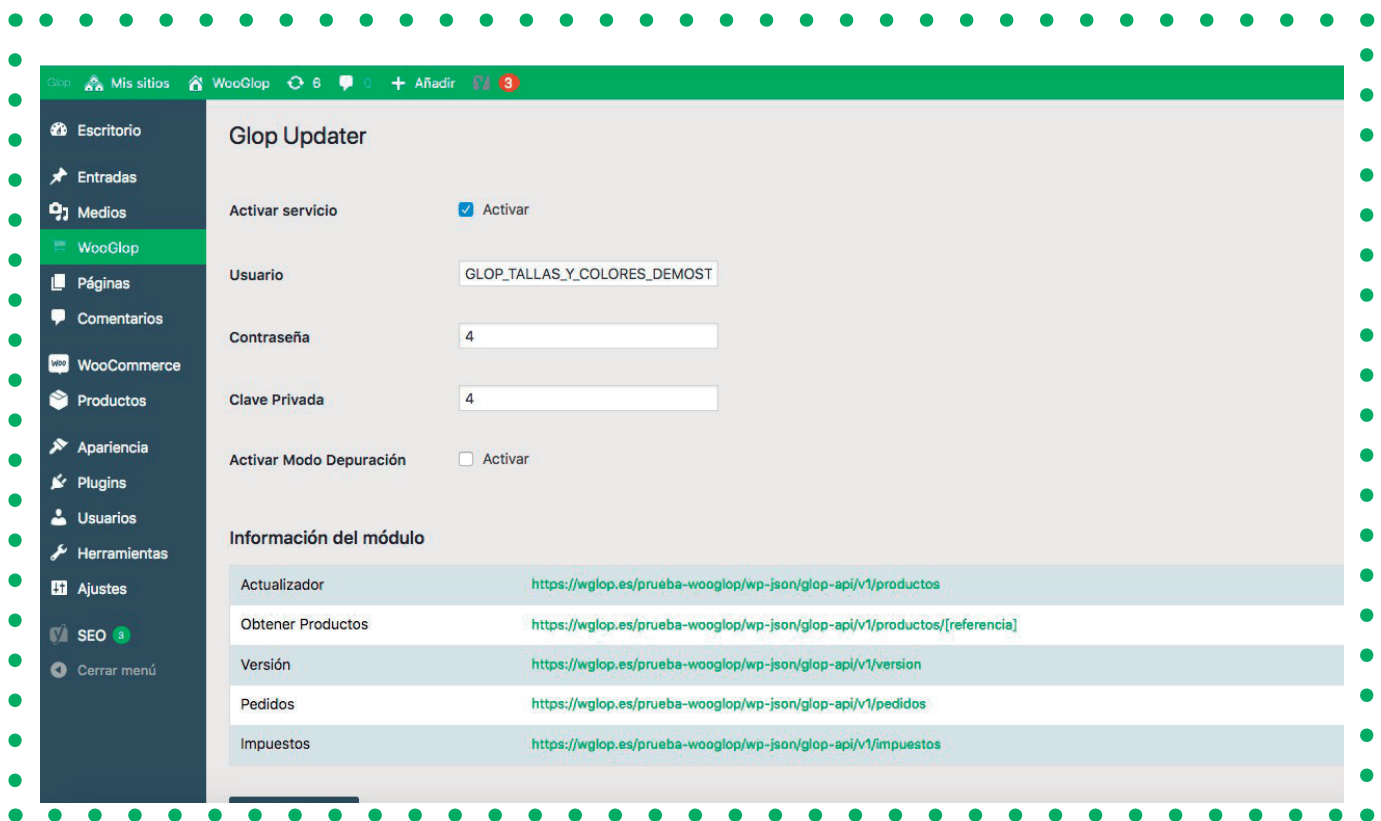 Glop Mis sitios WooGlop 6 0 + Añadir 3
Escritorio
Entradas
Medios
WooGlop
Páginas
Comentarios
WooCommerce
Productos
Apariencia
Plugins
Usuarios
Herramientas
Ajustes
SEO 3
Cerrar menú
Glop Updater
Activar servicio Activar
Usuario GLOP_TALLAS_Y_COLORES_DEMOST
Contraseña 4
Clave Privada 4
Activar Modo Depuración Activar
Información del módulo
Actualizador https://wglop.es/prueba-wooglop/wp-json/glop-api/v1/productos
Obtener Productos https://wglop.es/prueba-wooglop/wp-json/glop-api/v1/productos/[referencia]
Versión https://wglop.es/prueba-wooglop/wp-json/glop-api/v1/version
Pedidos https://wglop.es/prueba-wooglop/wp-json/glop-api/v1/pedidos
Impuestos https://wglop.es/prueba-wooglop/wp-json/glop-api/v1/impuestos